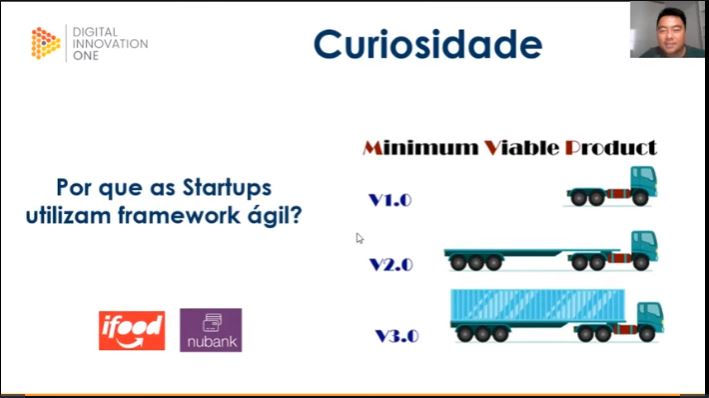 DIGITAL
INNOVATION
ONE
Curiosidade
Por que as Startups
utilizam framework ágil?
ifood
nubank
Minimum Viable Product
V1.0
V2.0
V3.0